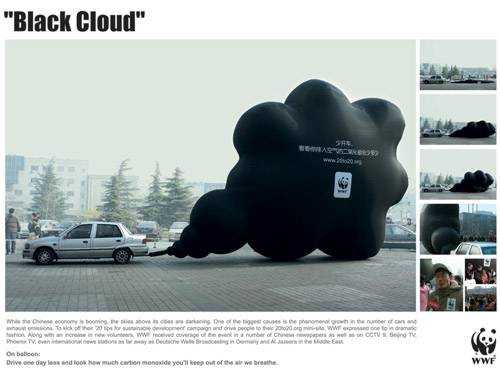 "Black Cloud"
少开车,
看看你排入空气的二氧化碳有多少
www.20to20.org
WWF
While the Chinese economy is booming, the skies above its cities are darkening. One of the biggest causes is the phenomenal growth in the number of cars and
exhaust emissions. To kick off their '20 tips for sustainable development' campaign and drive people to their 20to20.org mini-site, WWF expressed one tip in dramatic
fashion. Along with an increase in new volunteers, WWF received coverage of the event in a number of Chinese newspapers as well as on CCTV 9, Beijing TV,
Phoenix TV, even international news stations as far away as Deutsche Welle Broadcasting in Germany and Al Jazeera in the Middle East.
On balloon:
Drive one day less and look how much carbon monoxide you'll keep out of the air we breathe.
WWF